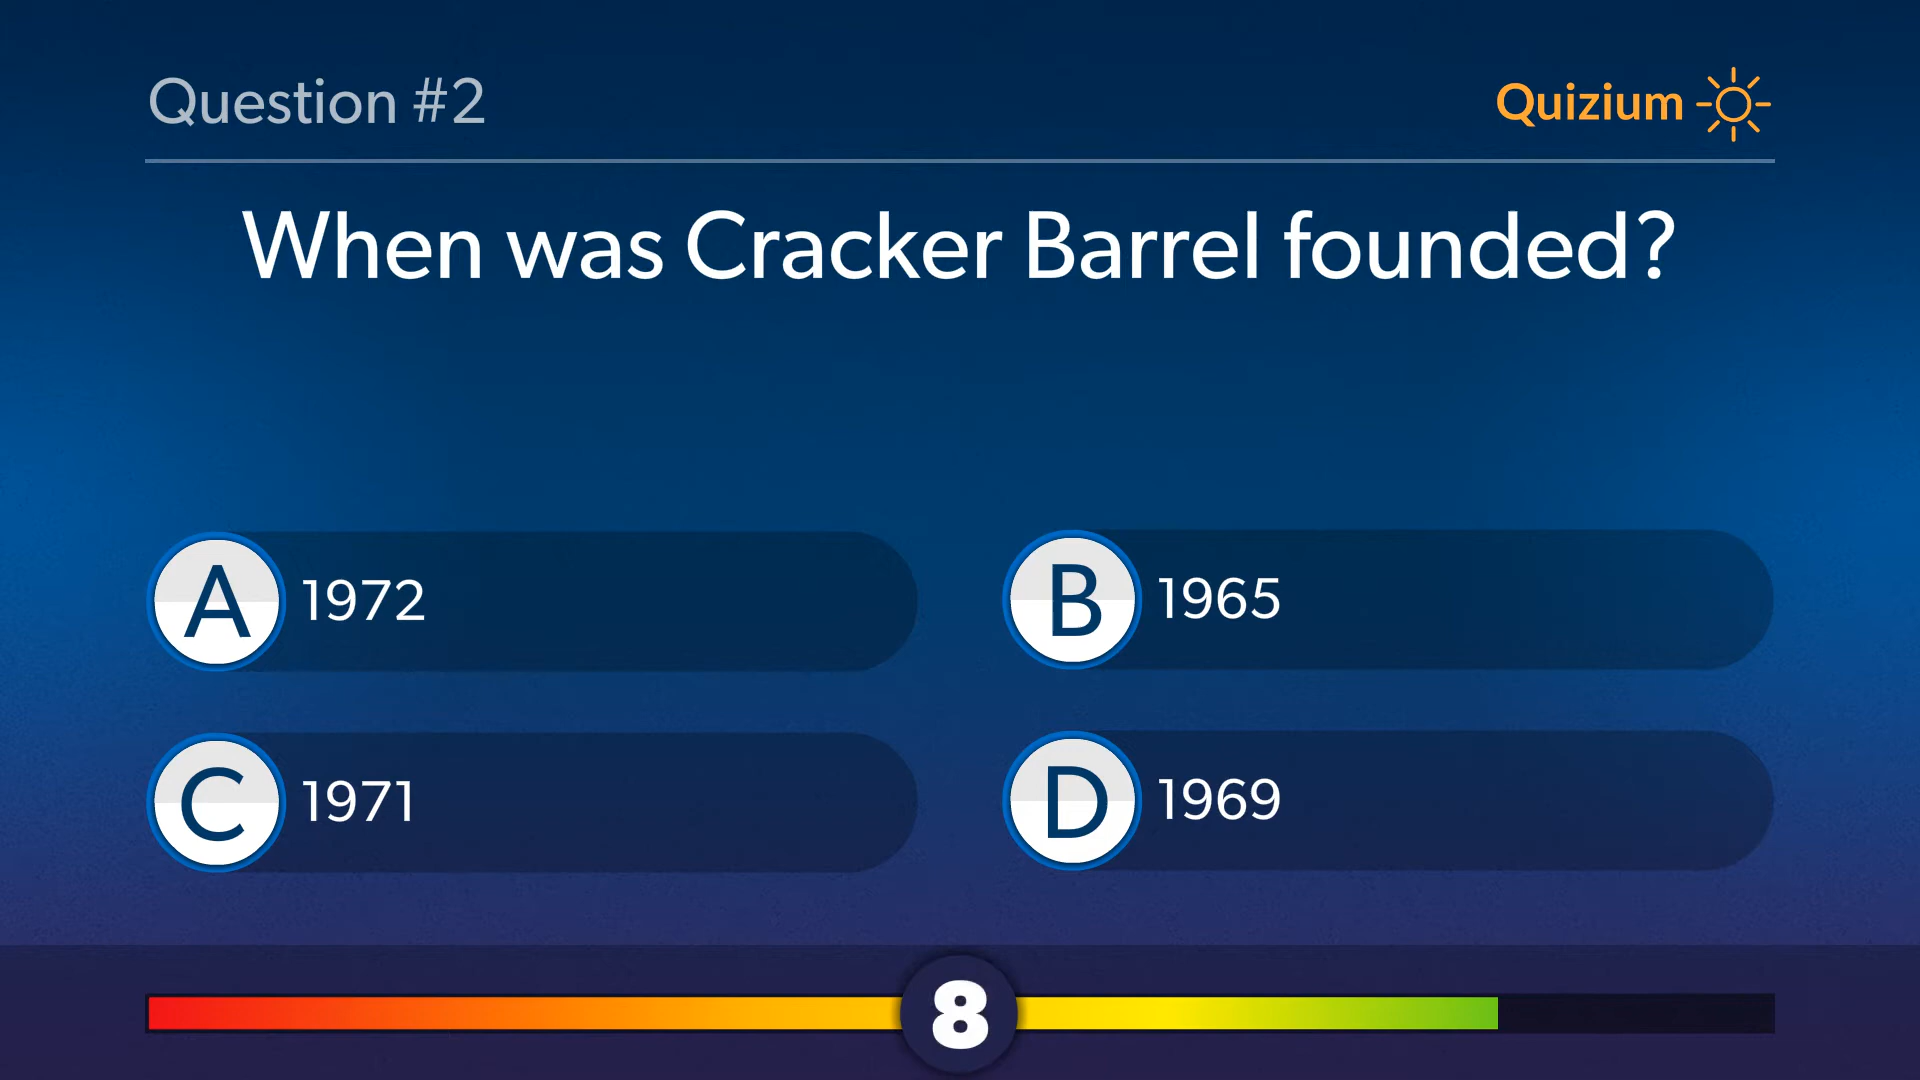 Question #2
Quizium
When was Cracker Barrel founded?
A 1972
B 1965
C 1971
D 1969
8